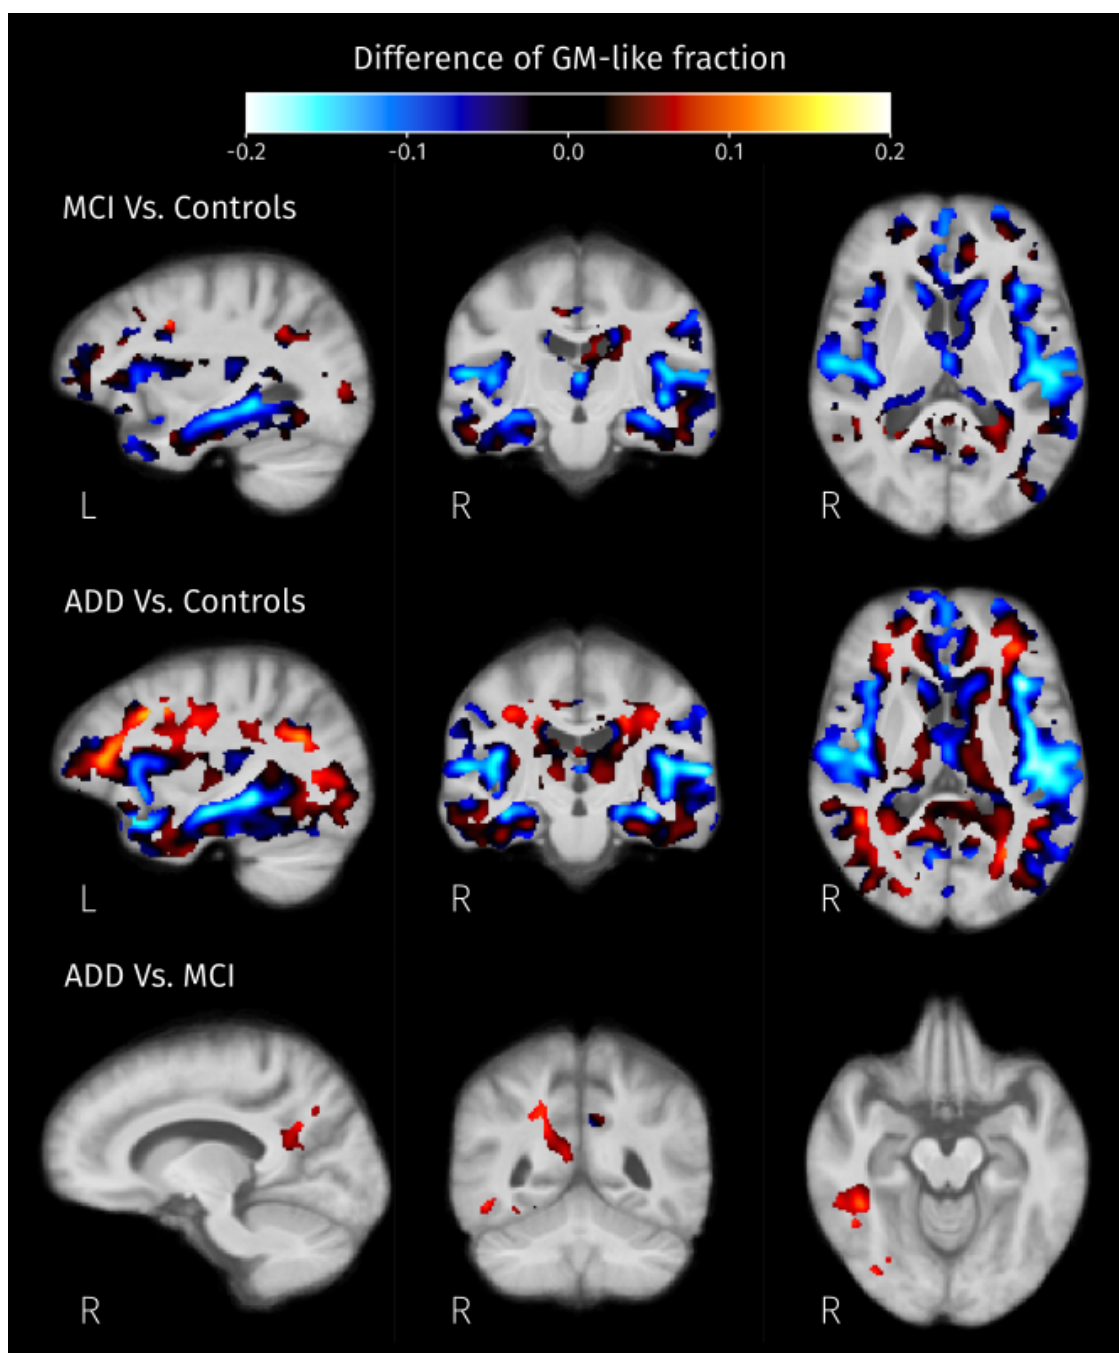 Difference of GM-like fraction
-0.2 -0.1 0.0 0.1 0.2
MCI Vs. Controls
L R R
ADD Vs. Controls
L R R
ADD Vs. MCI
R R R